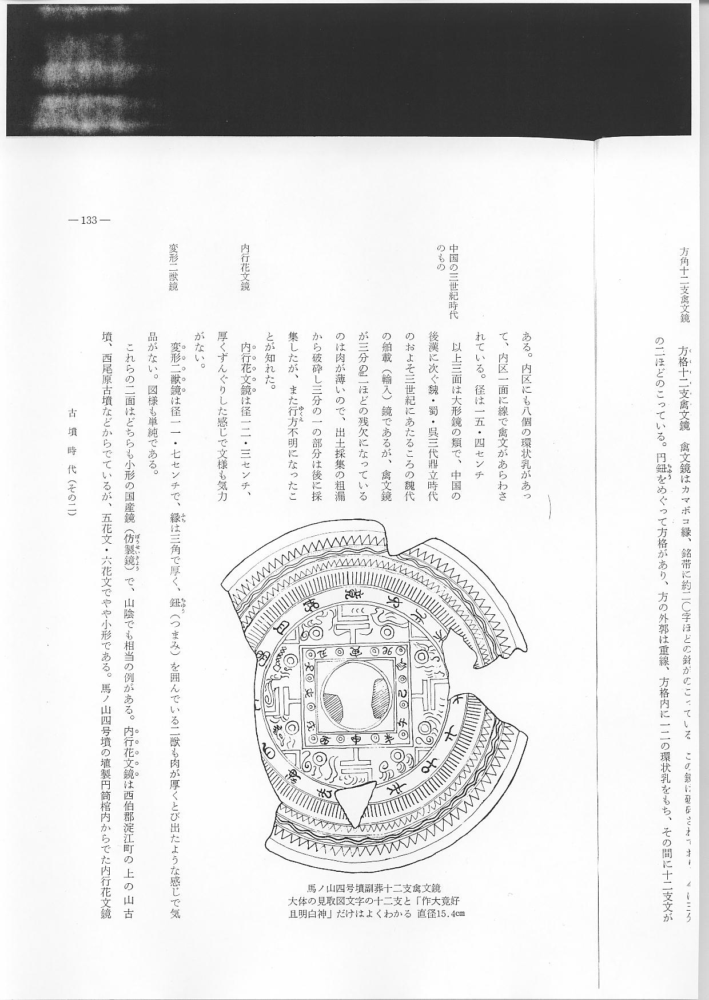 方角十二支禽文鏡
方格十二支禽文鏡　禽文鏡はカマボコ縁、銘帯に約二〇字ほどの銘がのこっている
の二ほどのこっている。円鈕をめぐって方格があり、方の外郭は重線、方格内に一二の環状乳をもち、その間に十二支文が
ちゆう
ある。内区にも八個の環状乳があっ
て、内区一面に線で禽文があらわさ
れている。径は一五・四センチ
中国の三世紀時代
のもの
以上三面は大形鏡の類で、中国の
後漢に次ぐ魏・蜀・呉三代鼎立時代
のおよそ三世紀にあたるころの魏代
の舶載（輸入）鏡であるが、禽文鏡
が三分の二ほどの残欠になっている
のは肉が薄いので、出土採集の粗漏
から破砕し三分の一の部分は後に採
集したが、また行方不明になったこ
ゆくえ
とが知れた。
内行花文鏡
内行花文鏡は径一二・三センチ、
厚くずんぐりした感じで文様も気力
がない。
変形二獣鏡
変形二獣鏡は径一一・七センチで、縁は三角で厚く、鈕（つまみ）を囲んでいる二獣も肉が厚くとび出たような感じで気
ふち
ちゆう
品がない。図様も単純である。
これらの二面はどちらも小形の国産鏡（仿製鏡）で、山陰でも相当の例がある。内行花文鏡は西伯郡淀江町の上の山古
ぼうせいきよう
墳、西尾原古墳などからでているが、五花文・六花文でやや小形である。馬ノ山四号墳の埴製円筒棺内からでた内行花文鏡
馬ノ山四号墳副葬十二支禽文鏡
大体の見取図文字の十二支と「作大竟好
且明白神」だけはよくわかる 直径15.4cm
古墳時代（その二）
— 133 —